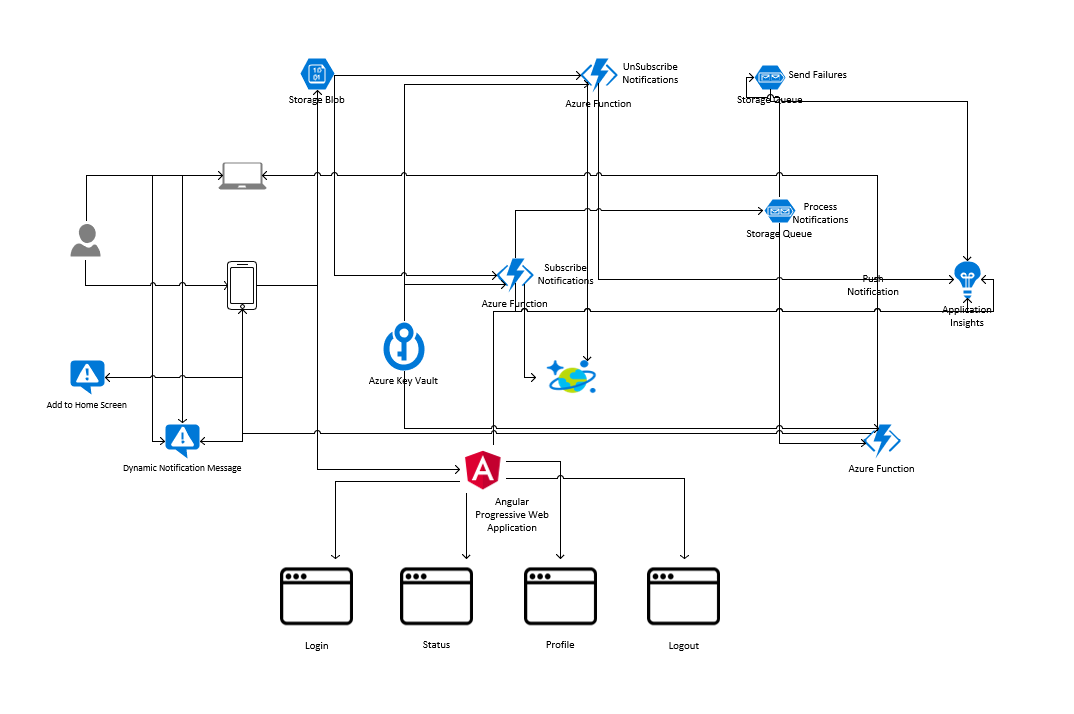 10
01
Storage Blob
UnSubscribe
Notifications
Azure Function
Send Failures
Storage Queue
Process
Notifications
Storage Queue
Subscribe
Notifications
Azure Function
Push
Notification
Application
Insights
Azure Key Vault
Add to Home Screen
Dynamic Notification Message
Azure Function
A
Angular
Progressive Web
Application
Login
Status
Profile
Logout